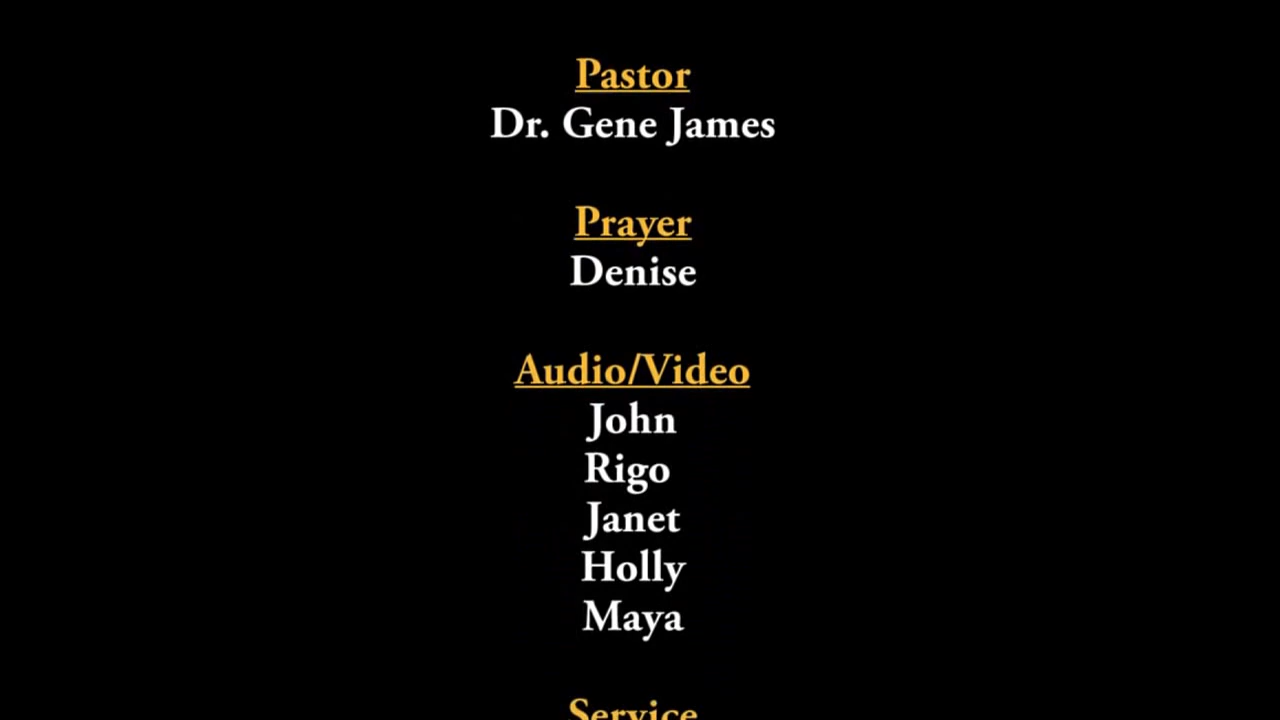 Pastor
Dr. Gene James
Prayer
Denise
Audio/Video
John
Rigo
Janet
Holly
Maya
Service